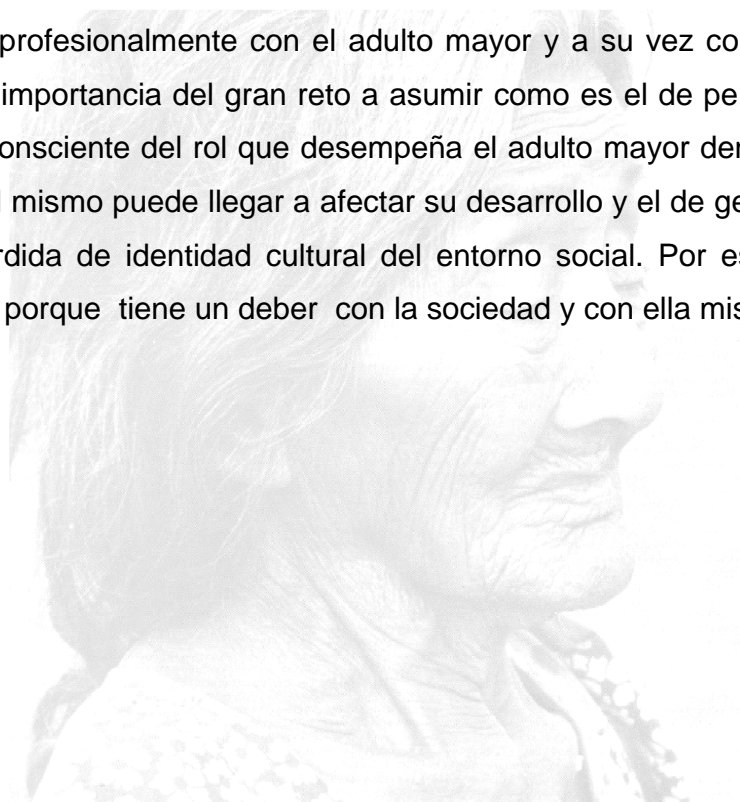 profesionalmente con el adulto mayor y a su vez co
importancia del gran reto a asumir como es el de pe
onsciente del rol que desempeña el adulto mayor der
l mismo puede llegar a afectar su desarrollo y el de ge
rdida de identidad cultural del entorno social. Por es
porque tiene un deber con la sociedad y con ella mis